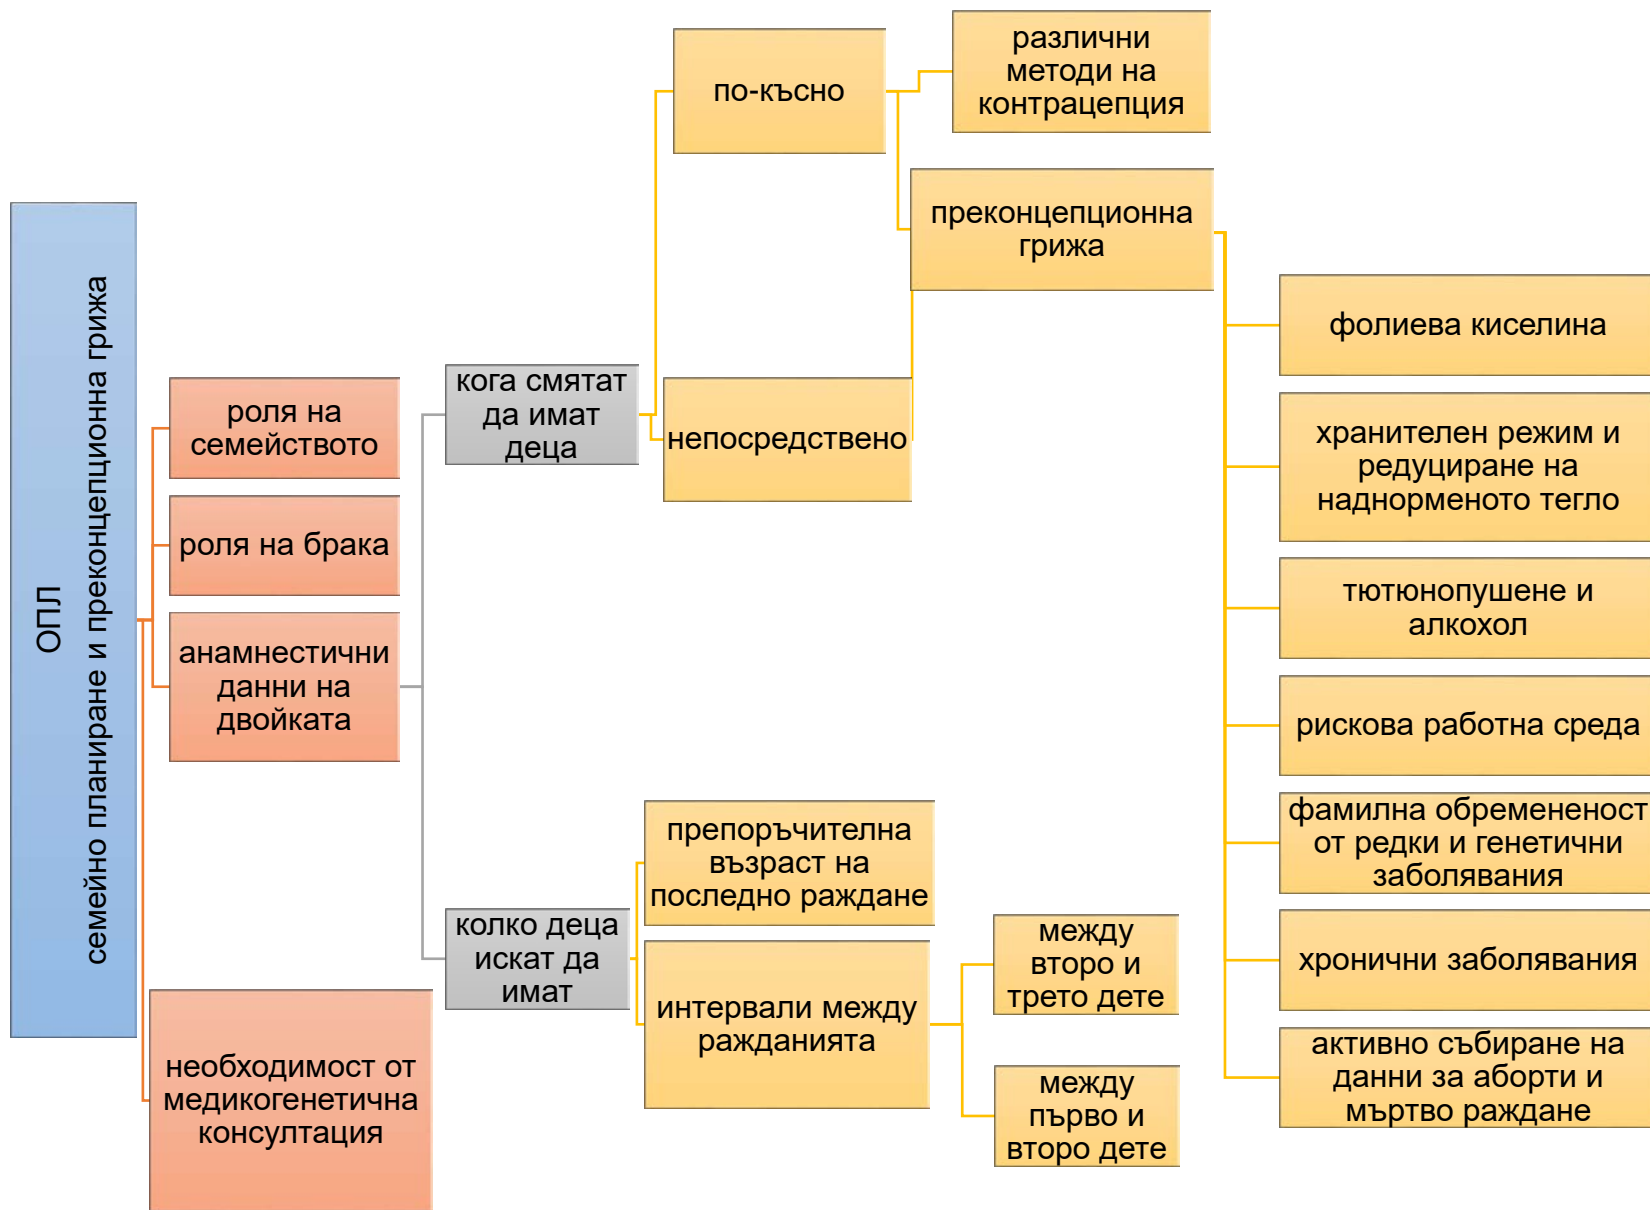 ОПЛ
семейно планиране и преконцепционна грижа
роля на
семейството
роля на брака
анамнестични
данни на
двойката
необходимост от
медикогенетична
консултация
кога смятат
да имат
деца
колко деца
искат да
имат
по-късно
непосредствено
препоръчителна
възраст на
последно раждане
интервали между
ражданията
различни
методи на
контрацепция
преконцепционна
грижа
между
второ и
трето дете
между
първо и
второ дете
фолиева киселина
хранителен режим и
редуциране на
наднорменото тегло
тютюнопушене и
алкохол
рискова работна среда
фамилна обремененост
от редки и генетични
заболявания
хронични заболявания
активно събиране на
данни за аборти и
мъртво раждане